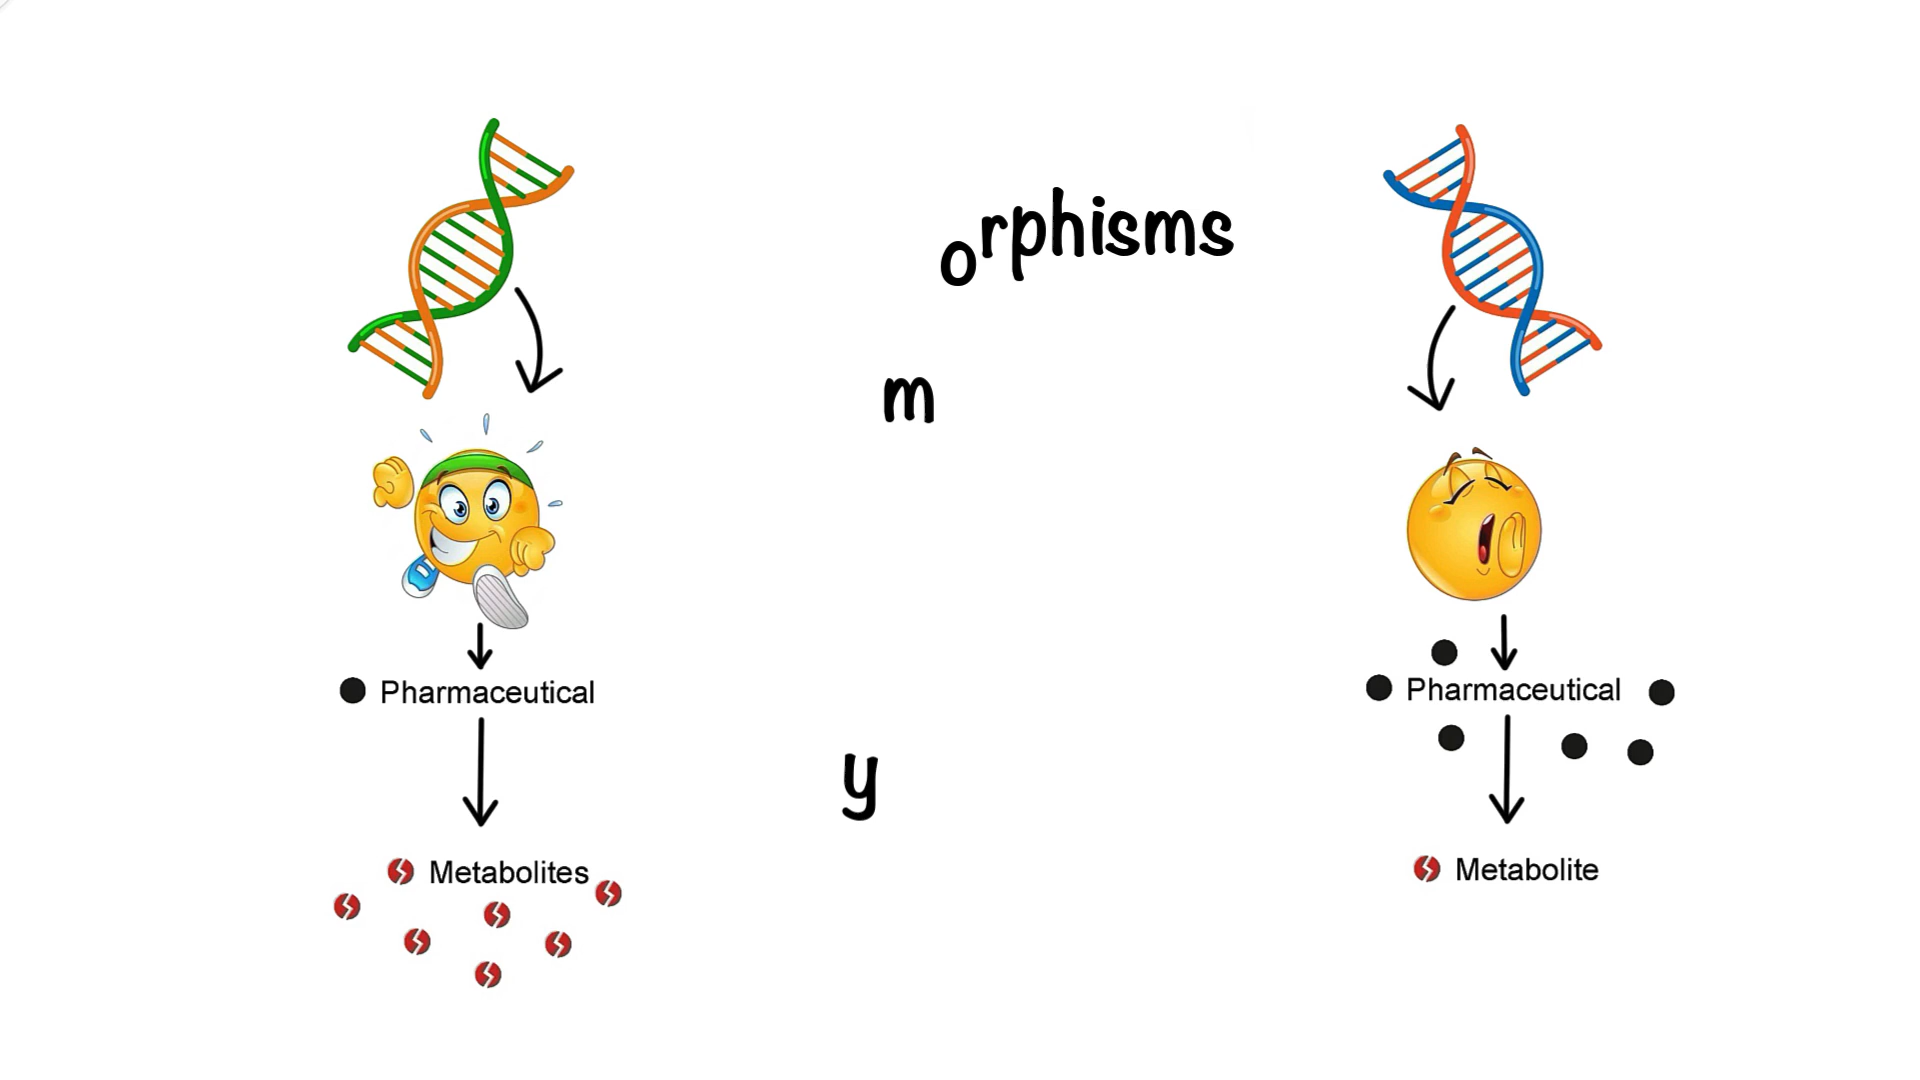 orphisms
m
Pharmaceutical
Pharmaceutical
y
Metabolites
Metabolite